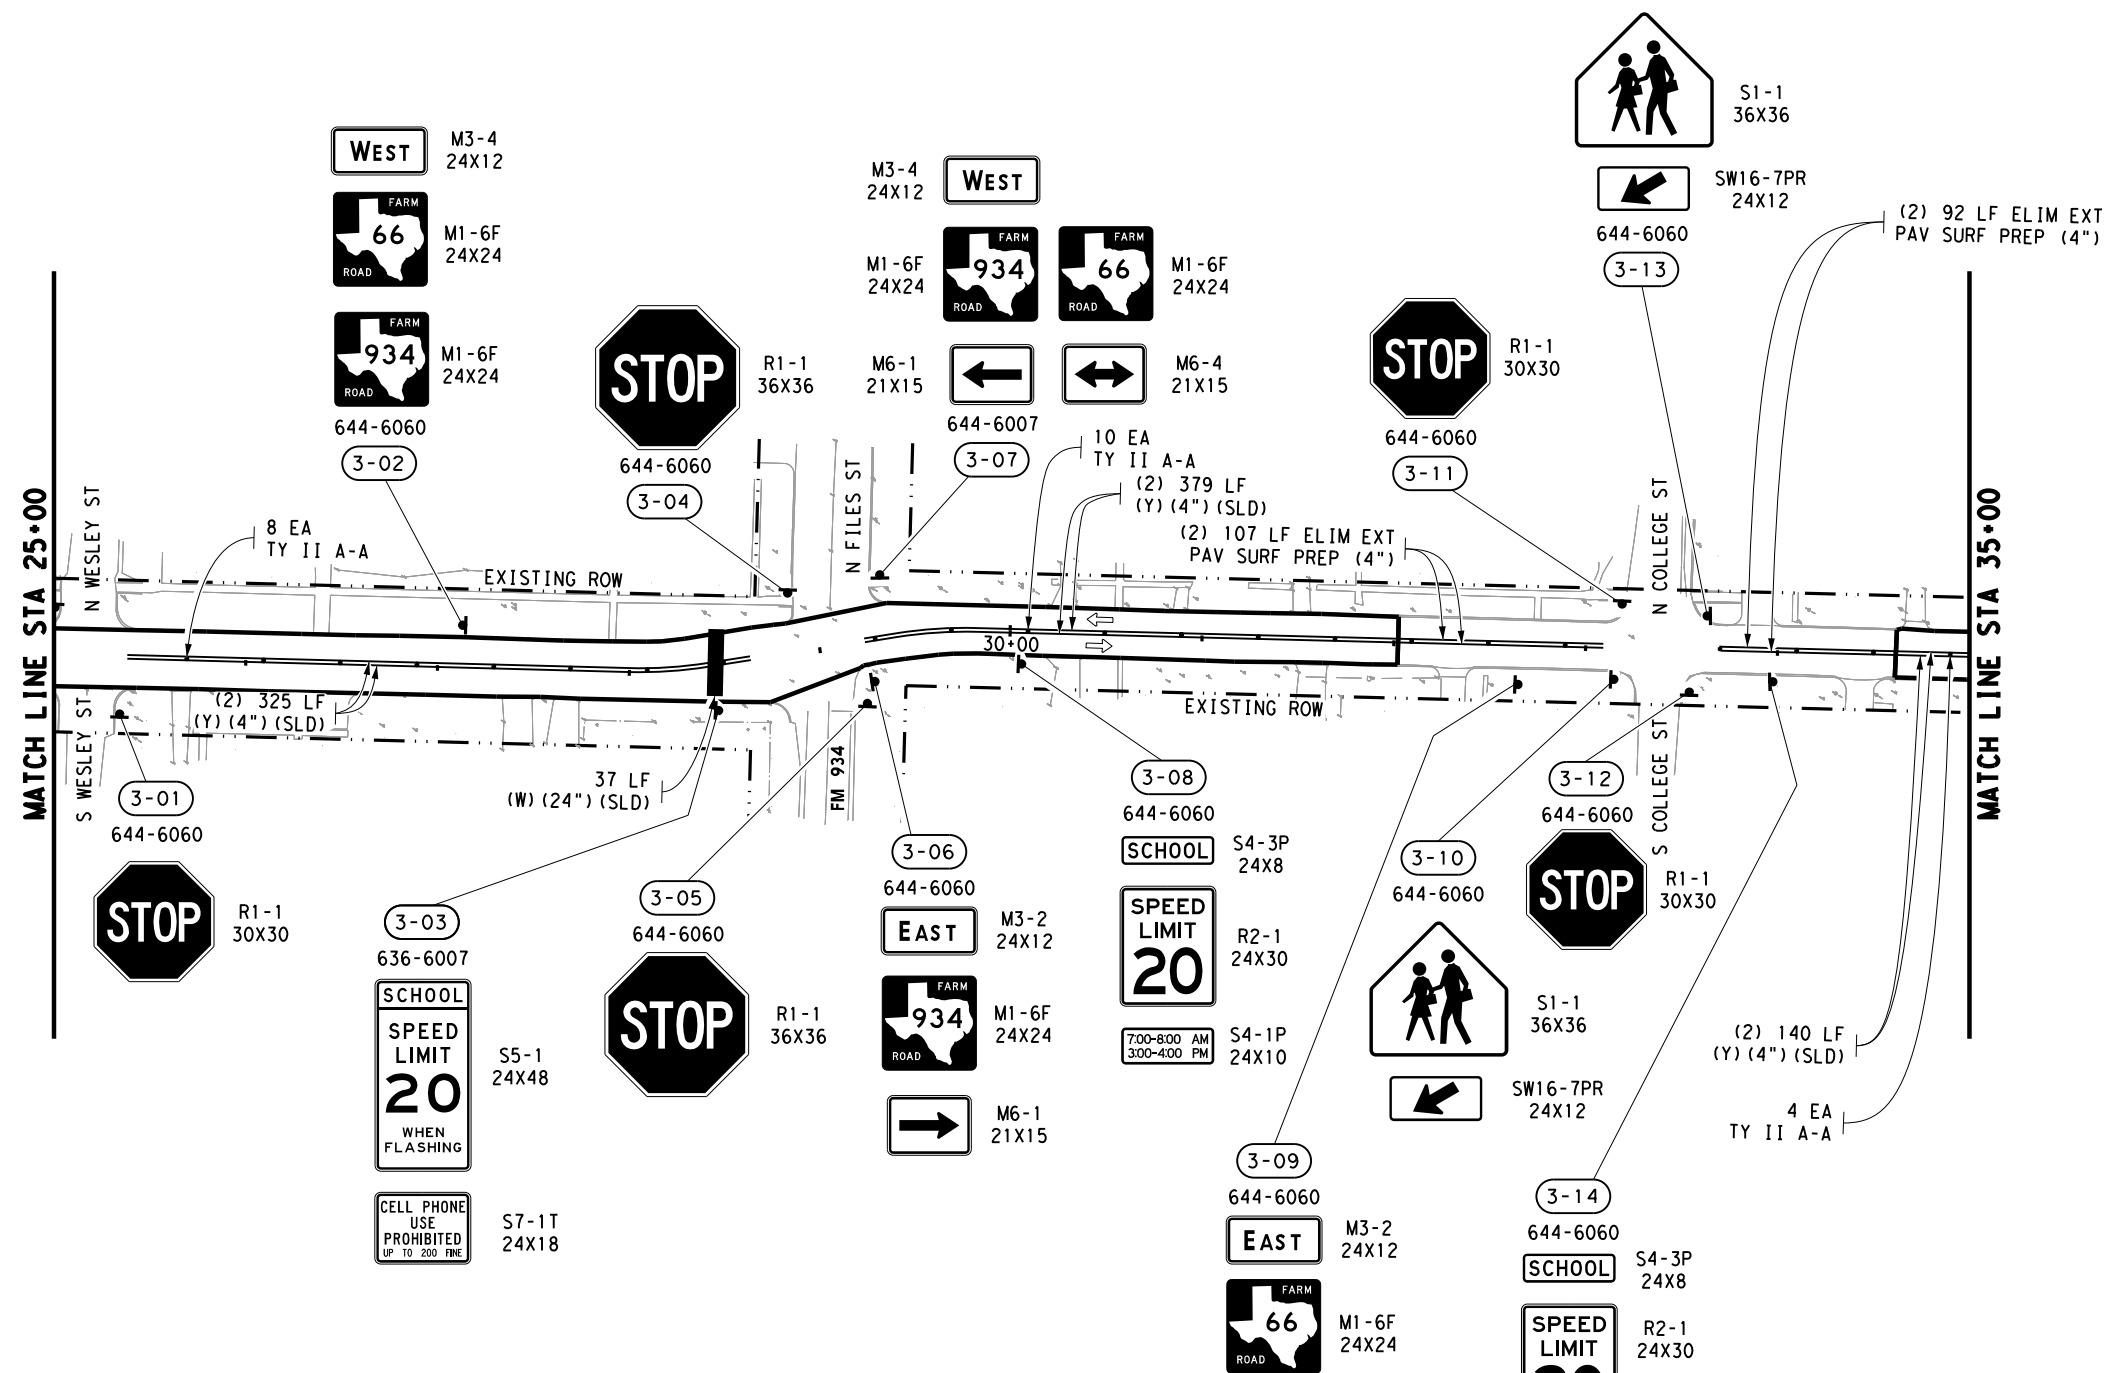 S1-1
36X36
SW16-7PR
24X12
644-6060
3-13
(2) 92 LF ELIM EXT
PAV SURF PREP (4")
WEST
M3-4
24X12
FARM
66
ROAD
M1-6F
24X24
FARM
934
ROAD
M1-6F
24X24
644-6060
3-02
STOP
R1-1
36X36
644-6060
3-04
M3-4
24X12
WEST
M1-6F
24X24
FARM
934
ROAD
FARM
66
ROAD
M1-6F
24X24
M6-1
21X15
M6-4
21X15
644-6007
3-07
STOP
R1-1
30X30
644-6060
3-11
10 EA
TY II A-A
(2) 379 LF
(Y)(4")(SLD)
(2) 107 LF ELIM EXT
PAV SURF PREP (4")
8 EA
TY II A-A
MATCH LINE STA 25+00
N WESLEY ST
S WESLEY ST
EXISTING ROW
N FILES ST
FM 934
30+00
EXISTING ROW
N COLLEGE ST
S COLLEGE ST
MATCH LINE STA 35+00
(2) 325 LF
(Y)(4")(SLD)
37 LF
(W)(24")(SLD)
3-01
644-6060
STOP
R1-1
30X30
3-03
636-6007
SCHOOL
SPEED
LIMIT
20
WHEN
FLASHING
S5-1
24X48
CELL PHONE
USE
PROHIBITED
UP TO 200 FINE
S7-1T
24X18
3-05
644-6060
STOP
R1-1
36X36
3-06
644-6060
EAST
M3-2
24X12
FARM
934
ROAD
M1-6F
24X24
M6-1
21X15
3-08
644-6060
SCHOOL
S4-3P
24X8
SPEED
LIMIT
20
R2-1
24X30
7:00-8:00 AM
3:00-4:00 PM
S4-1P
24X10
3-10
644-6060
S1-1
36X36
SW16-7PR
24X12
3-12
644-6060
STOP
R1-1
30X30
3-09
644-6060
EAST
M3-2
24X12
FARM
66
ROAD
M1-6F
24X24
3-14
644-6060
SCHOOL
S4-3P
24X8
SPEED
LIMIT
R2-1
24X30
(2) 140 LF
(Y)(4")(SLD)
4 EA
TY II A-A